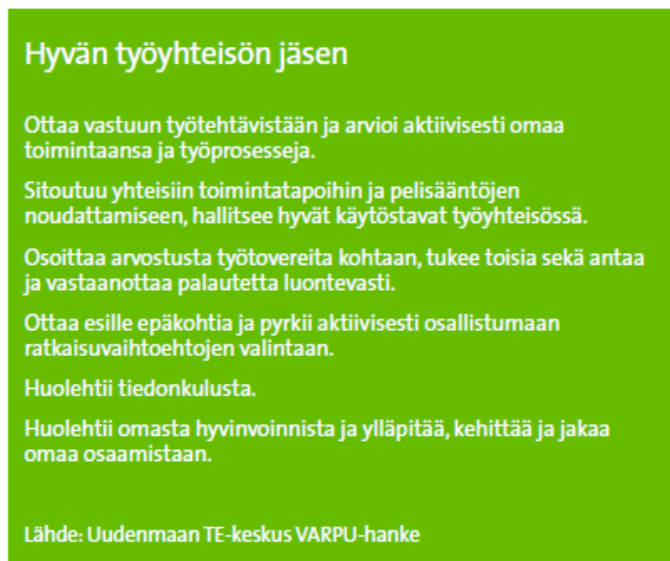 Hyvän työyhteisön jäsen
Ottaa vastuun työtehtävistään ja arvioi aktiivisesti omaa
toimintaansa ja työprosesseja.
Sitoutuu yhteisiin toimintatapoihin ja pelisääntöjen
noudattamiseen, hallitsee hyvät käytöstavat työyhteisössä.
Osoittaa arvostusta työtovereita kohtaan, tukee toisia sekä antaa
ja vastaanottaa palautetta luontevasti.
Ottaa esille epäkohtia ja pyrkii aktiivisesti osallistumaan
ratkaisuvaihtoehtojen valintaan.
Huolehtii tiedonkulusta.
Huolehtii omasta hyvinvoinnista ja ylläpitää, kehittää ja jakaa
omaa osaamistaan.
Lähde: Uudenmaan TE-keskus VARPU-hanke